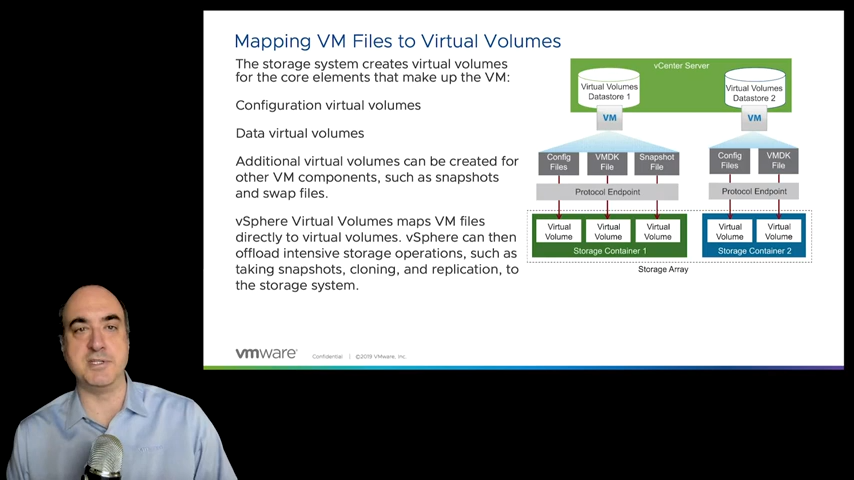 Mapping VM Files to Virtual Volumes
The storage system creates virtual volumes
for the core elements that make up the VM:
Configuration virtual volumes
Data virtual volumes
Additional virtual volumes can be created for
other VM components, such as snapshots
and swap files.
vSphere Virtual Volumes maps VM files
directly to virtual volumes. vSphere can then
offload intensive storage operations, such as
taking snapshots, cloning, and replication, to
the storage system.
vCenter Server
Virtual Volumes
Datastore 1
Virtual Volumes
Datastore 2
VM
VM
Config
Files
VMDK
File
Snapshot
File
Config
Files
VMDK
File
Protocol Endpoint
Protocol Endpoint
Virtual
Volume
Virtual
Volume
Virtual
Volume
Virtual
Volume
Virtual
Volume
Storage Container 1
Storage Container 2
Storage Array
vmware
Confidential | ©2019 VMware, Inc.